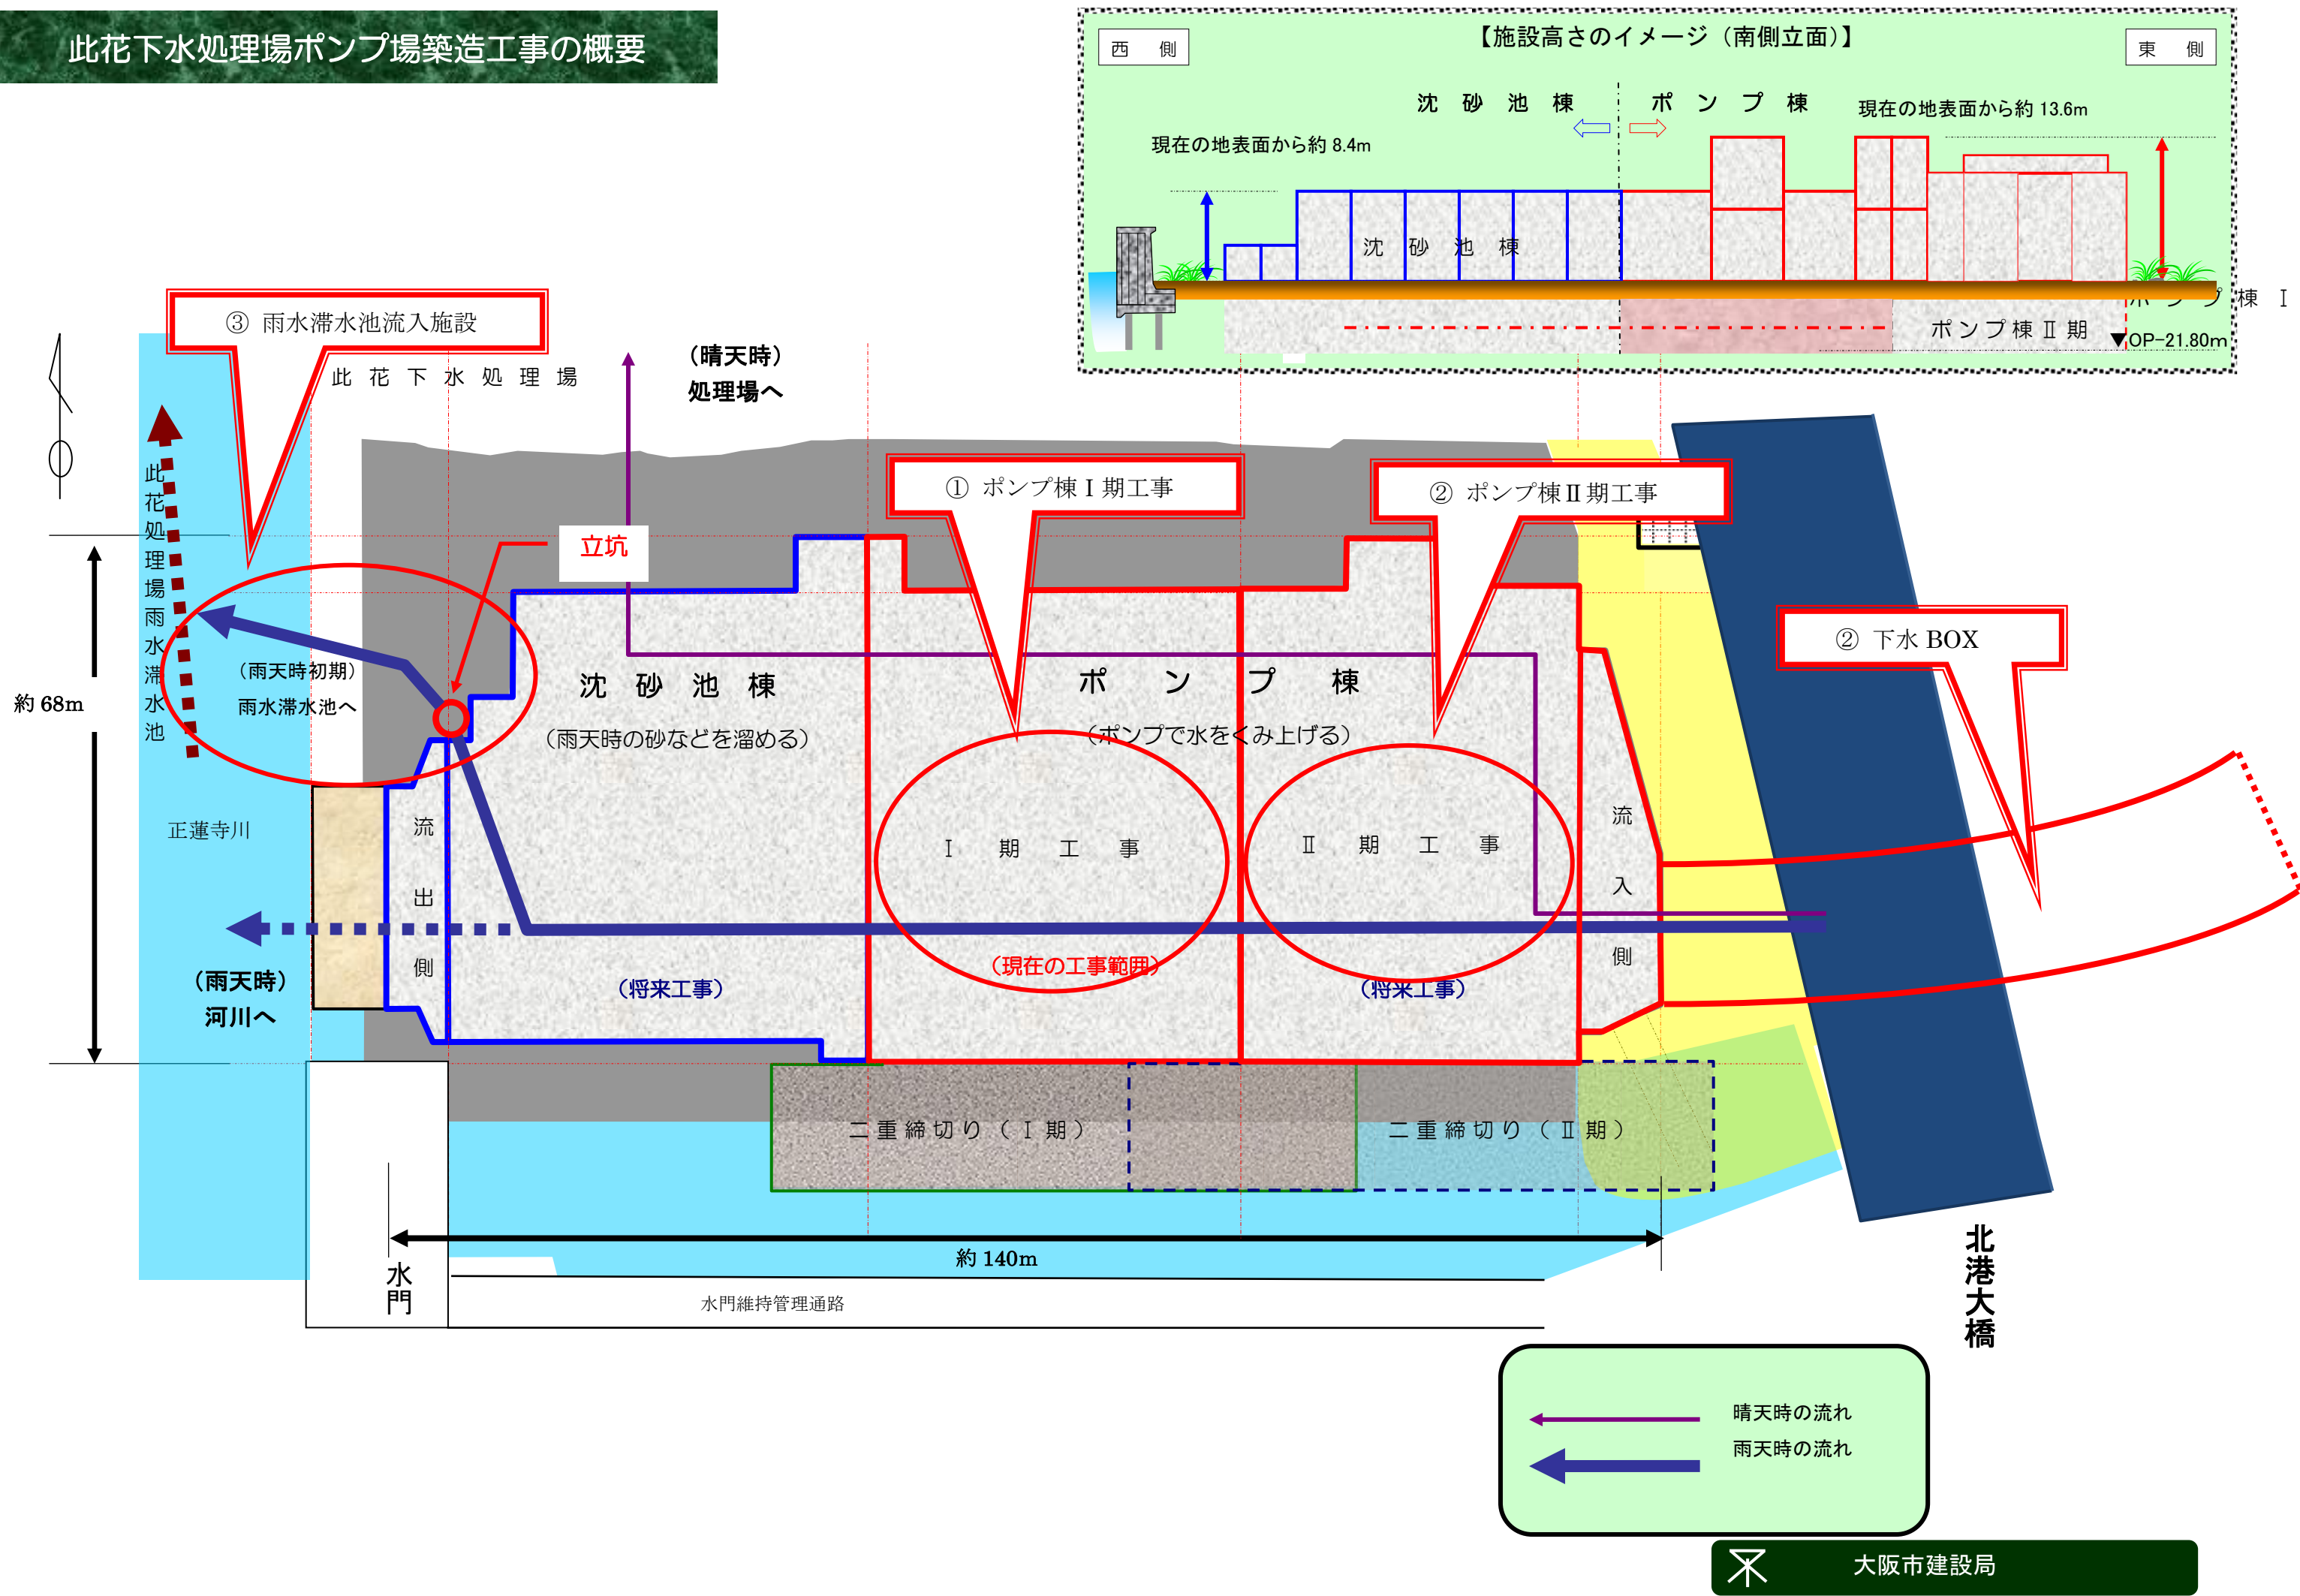 此花下水処理場ポンプ場築造工事の概要
【施設高さのイメージ（南側立面）】
西 側
東 側
沈 砂 池 棟
ポ ン プ 棟
現在の地表面から約 13.6m
現在の地表面から約 8.4m
沈 砂 池 棟
ポンプ棟 Ⅰ
ポンプ棟Ⅱ期
▼OP-21.80m
③ 雨水滞水池流入施設
此 花 下 水 処 理 場
（晴天時）
処理場へ
① ポンプ棟Ⅰ期工事
② ポンプ棟Ⅱ期工事
② 下水 BOX
此花処理場雨水滞水池
立坑
（雨天時初期）
雨水滞水池へ
約 68m
沈 砂 池 棟
（雨天時の砂などを溜める）
ポ ン プ 棟
（ポンプで水をくみ上げる）
正蓮寺川
流出側
Ⅰ 期 工 事
Ⅱ 期 工 事
流入側
（雨天時）
河川へ
（将来工事）
（現在の工事範囲）
（将来工事）
二重締切り（Ⅰ期）
二重締切り（Ⅱ期）
約 140m
水門
水門維持管理通路
北港大橋
晴天時の流れ
雨天時の流れ
大阪市建設局